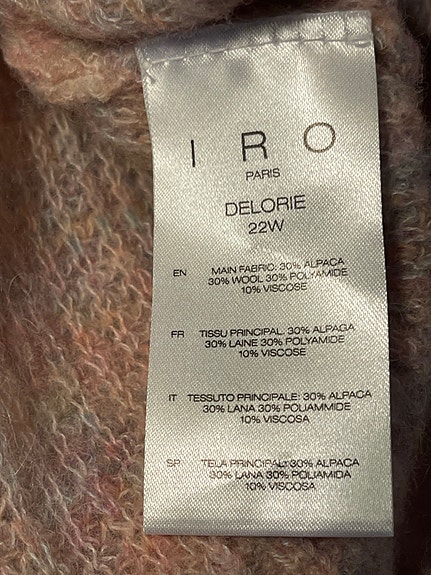 I R O
PARIS
DELORIE
22W
EN MAIN FABRIC: 30% ALPACA
30% WOOL 30% POLYAMIDE
10% VISCOSE
FR TISSU PRINCIPAL: 30% ALPAGA
30% LAINE 30% POLYAMIDE
10% VISCOSE
IT TESSUTO PRINCIPALE: 30% ALPACA
30% LANA 30% POLIAMMIDE
10% VISCOSA
SP TELA PRINCIPAL: 30% ALPACA
30% LANA 30% POLIAMIDA
10% VISCOSA